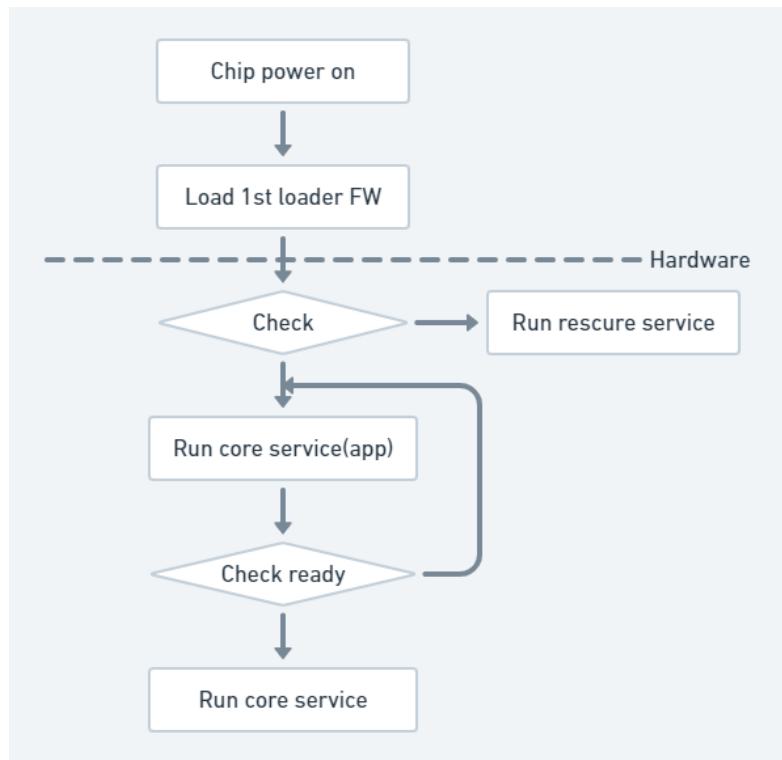 Chip power on
Load 1st loader FW
Hardware
Check
Run rescure service
Run core service(app)
Check ready
Run core service